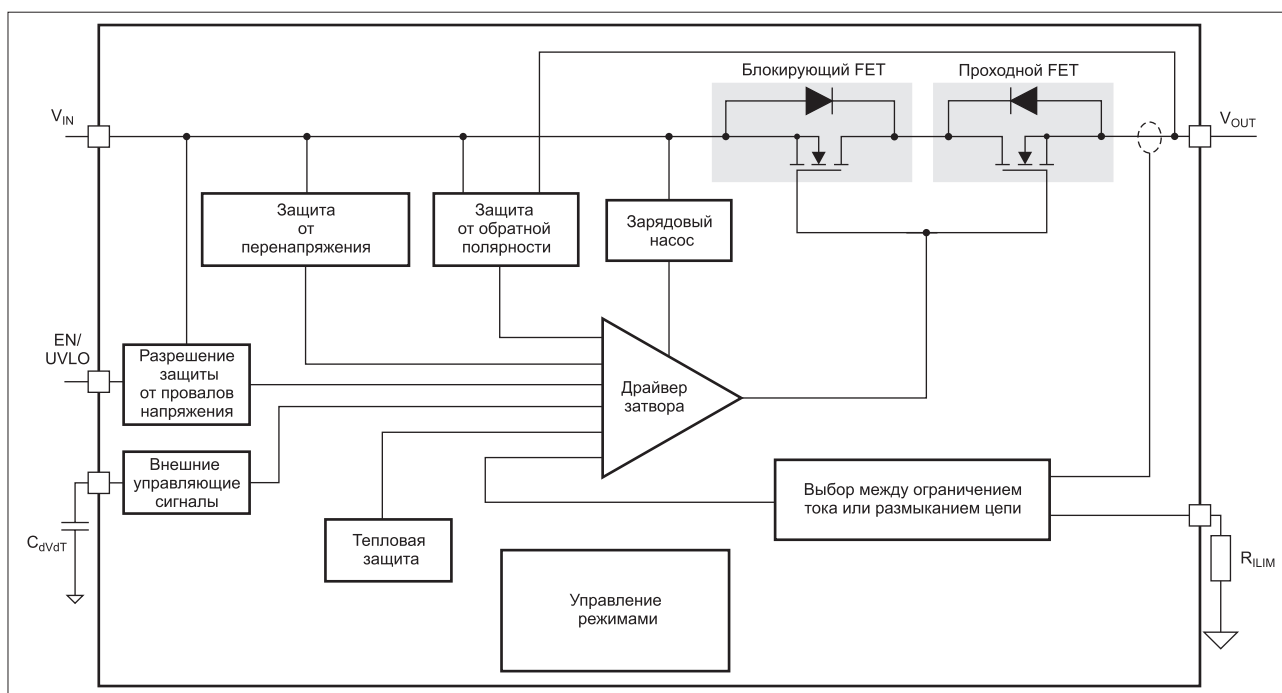 Блокирующий FET
Проходной FET
V_IN
V_OUT
Защита
от
перенапряжения
Защита
от обратной
полярности
Зарядовый
насос
EN/
UVLO
Разрешение
защиты
от провалов
напряжения
Драйвер
затвора
Внешние
управляющие
сигналы
Выбор между ограничением
тока или размыканием цепи
C_dVdT
Тепловая
защита
R_ILIM
Управление
режимами